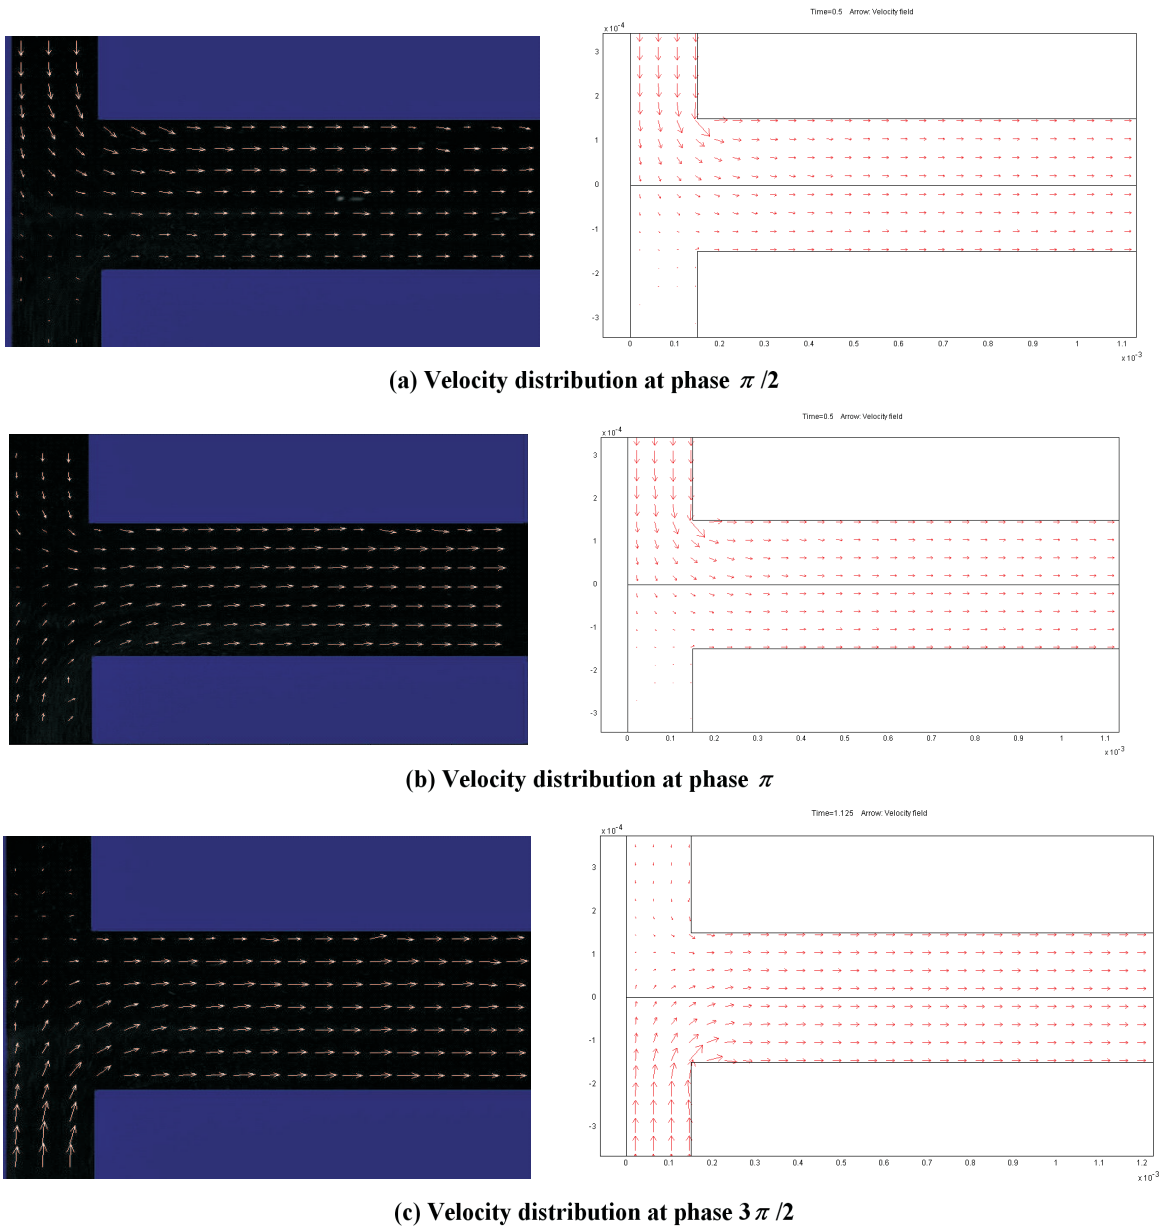 Time=0.5 Arrow: Velocity field
x 10⁻⁴
3
2
1
0
-1
-2
-3
0 0.1 0.2 0.3 0.4 0.5 0.6 0.7 0.8 0.9 1 1.1
x 10⁻³
(a) Velocity distribution at phase π /2
Time=0.5 Arrow: Velocity field
x 10⁻⁴
3
2
1
0
-1
-2
-3
0 0.1 0.2 0.3 0.4 0.5 0.6 0.7 0.8 0.9 1 1.1
x 10⁻³
(b) Velocity distribution at phase π
Time=1.125 Arrow: Velocity field
x 10⁻⁴
3
2
1
0
-1
-2
-3
0 0.1 0.2 0.3 0.4 0.5 0.6 0.7 0.8 0.9 1 1.1 1.2
x 10⁻³
(c) Velocity distribution at phase 3π/2